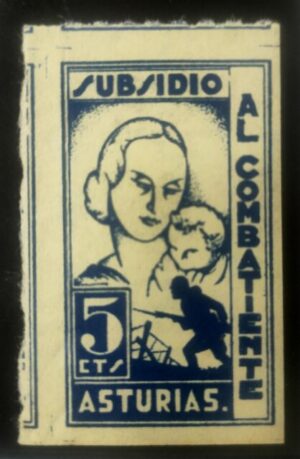 SUBSIDIO
AL COMBATIENTE
5
CTS
ASTURIAS.